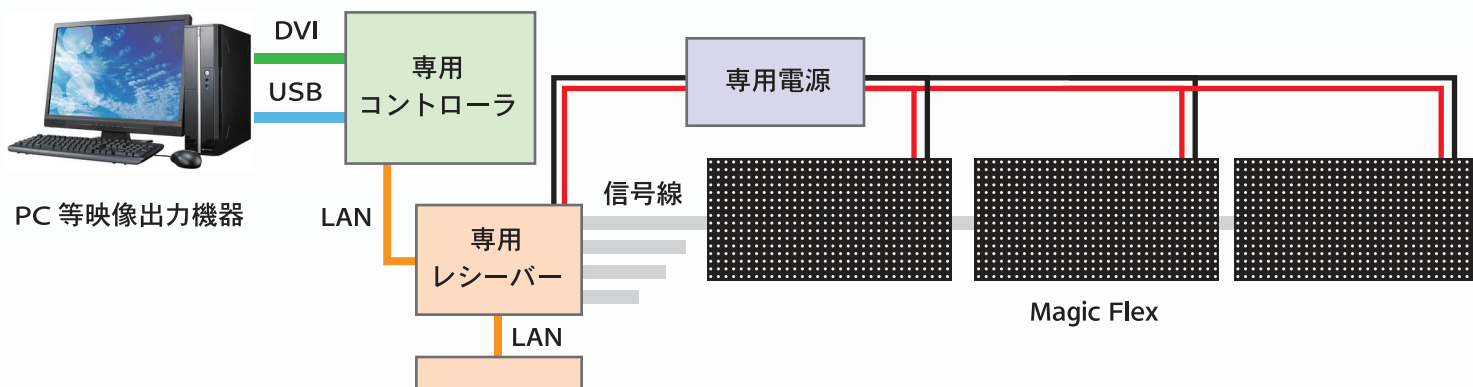 DVI
USB
専用
コントローラ
専用電源
PC 等映像出力機器
LAN
信号線
専用
レシーバー
Magic Flex
LAN